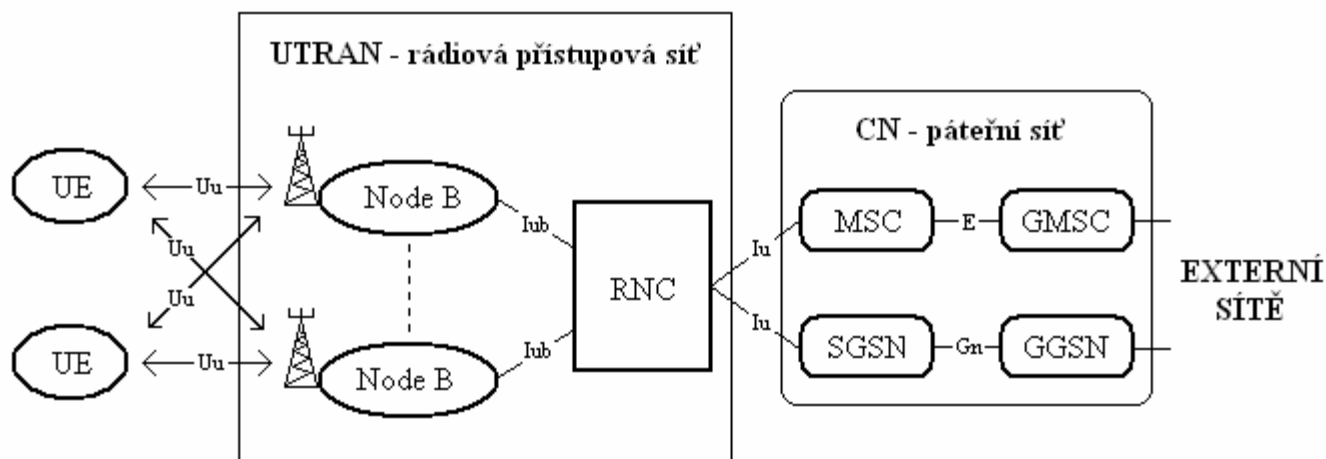 UTRAN - rádiová přístupová síť
CN - páteřní síť
UE
Uu
Node B
Iub
MSC
E
GMSC
Uu
Uu
RNC
Iu
Iu
EXTERNÍ
SÍTĚ
UE
Uu
Node B
Iub
SGSN
Gn
GGSN